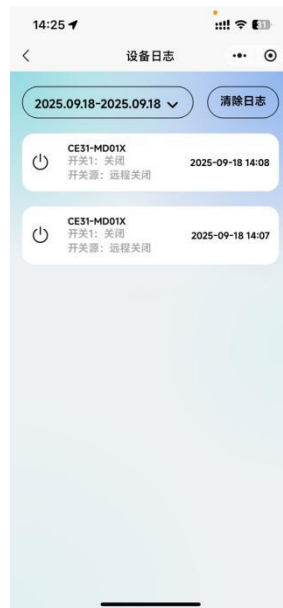 14:25
31
设备日志
2025.09.18-2025.09.18
清除日志
CE31-MD01X
开关1: 关闭
2025-09-18 14:08
开关源: 远程关闭
CE31-MD01X
开关1: 关闭
2025-09-18 14:07
开关源: 远程关闭